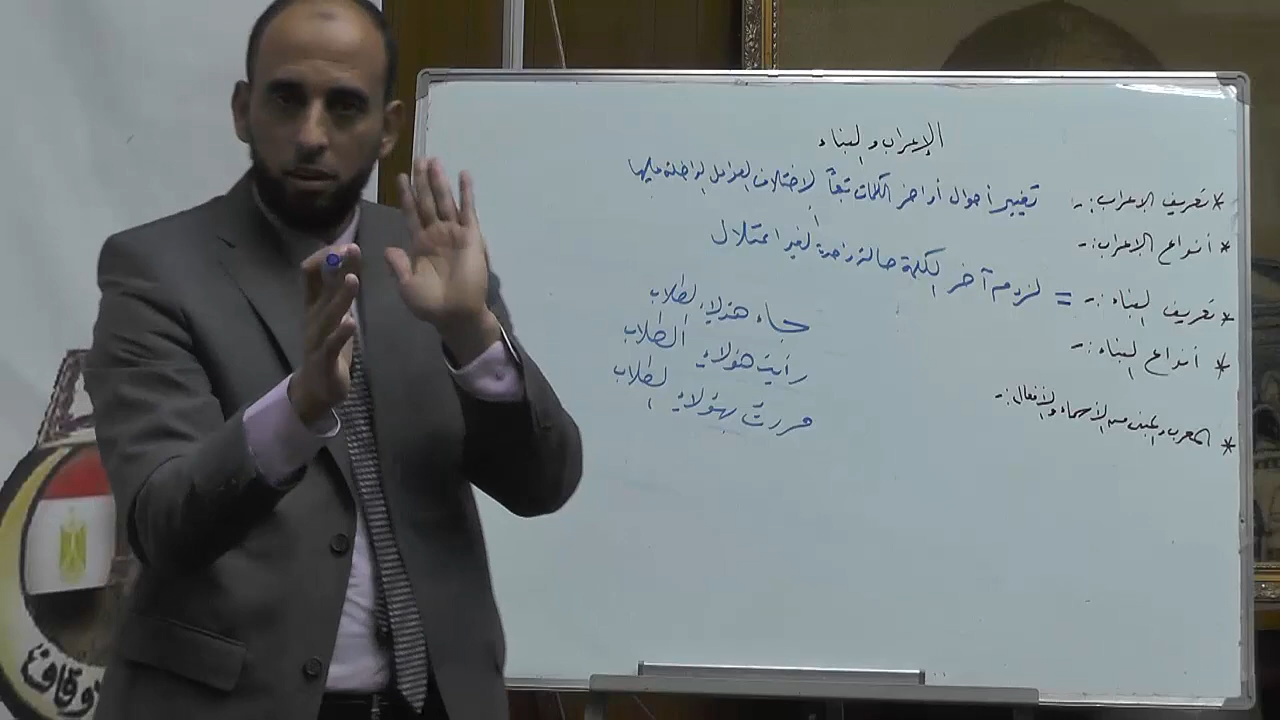 الإعراب والبناء
* تعريف الإعراب :- تغيير أحوال أواخر الكلمات تبعاً لاختلاف العوامل الداخلة عليها
* أنواع الإعراب :-
* تعريف البناء :- = لزوم آخر الكلمة حالة واحدة لغير اعتلال
* أنواع البناء :-
* المعرب والمبنى من الأسماء والأفعال :-
جاء هؤلاء الطلاب
رأيت هؤلاء الطلاب
مررت بهؤلاء الطلاب
الأوقاف